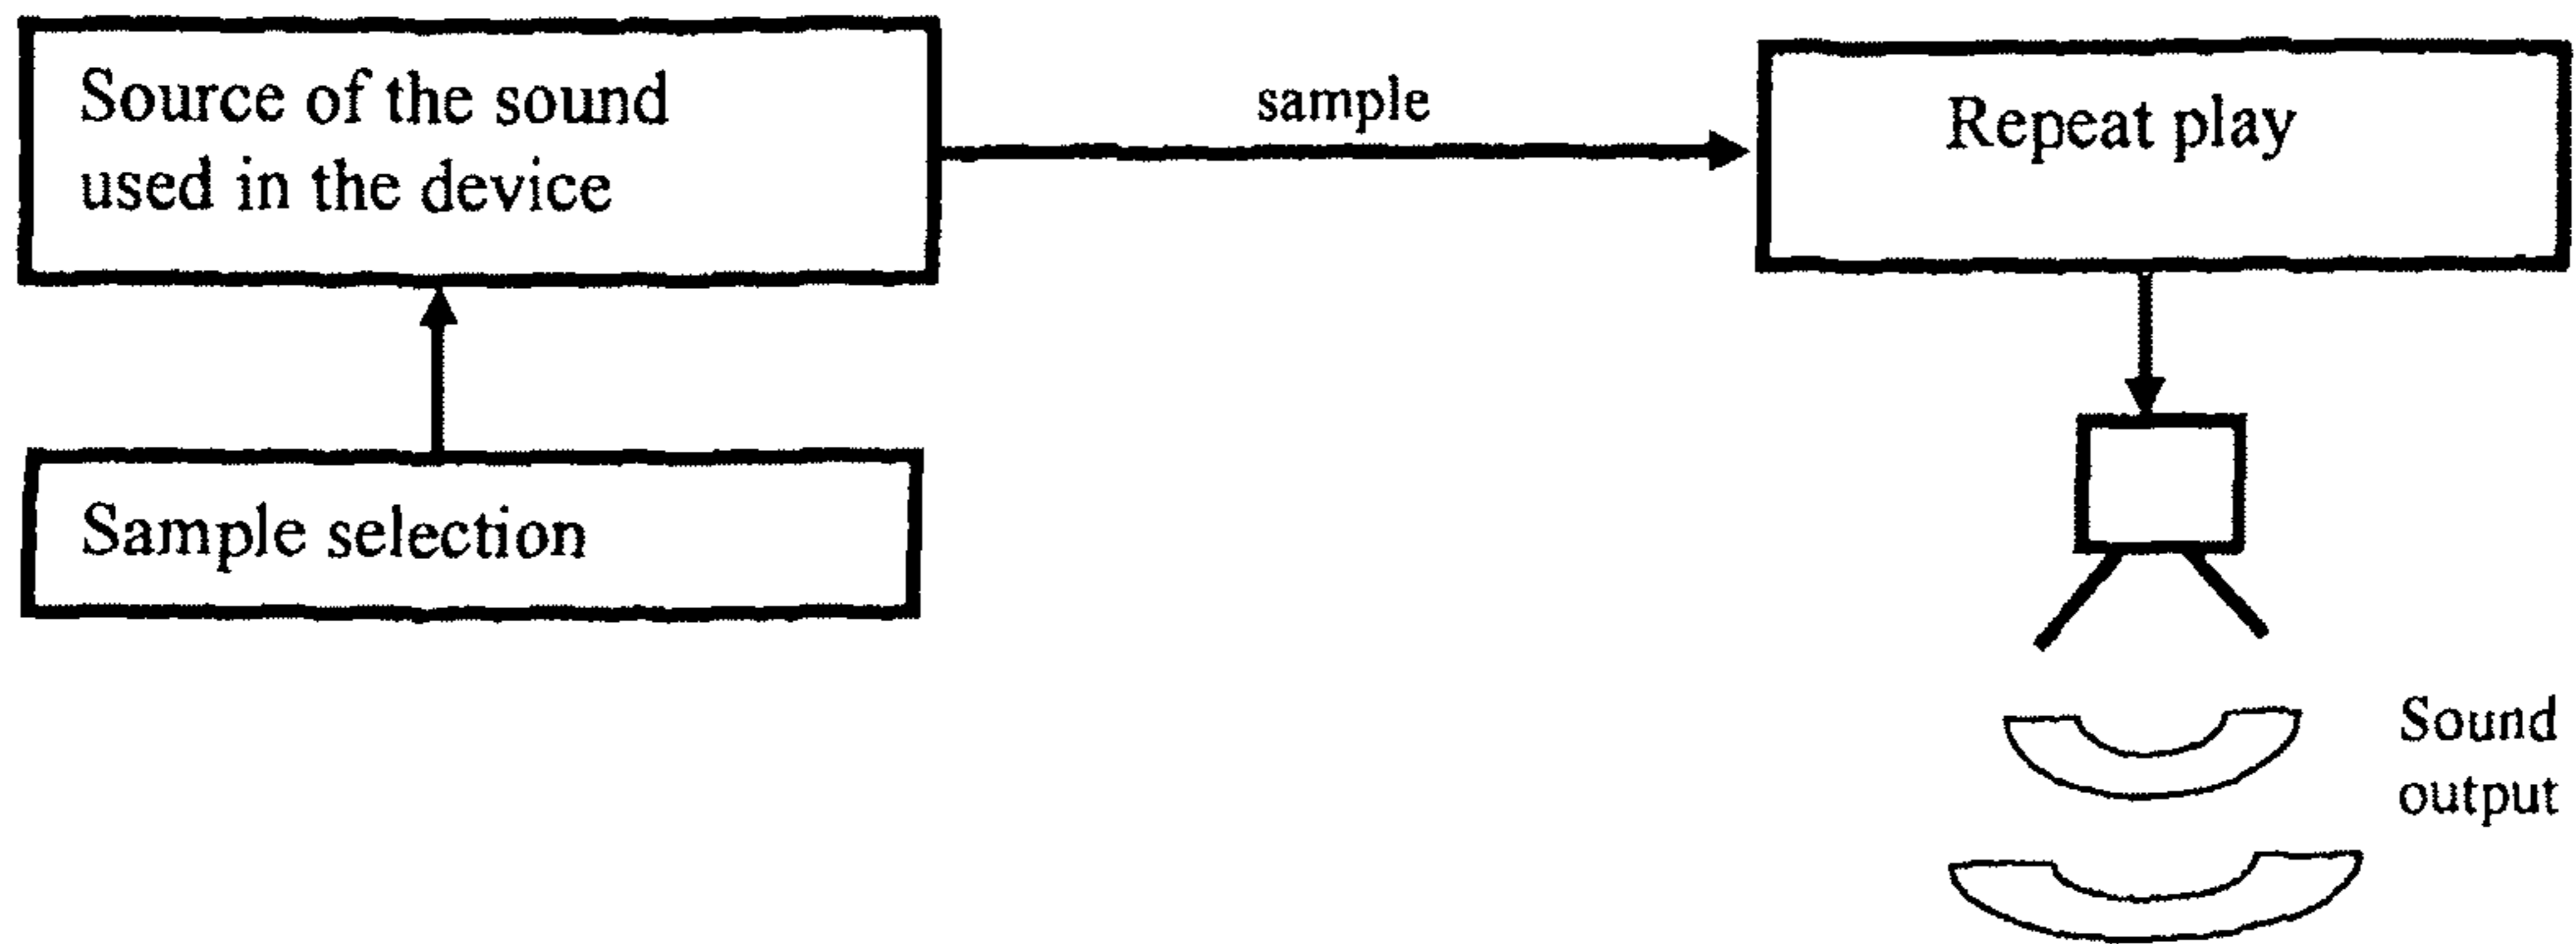 Source of the sound
used in the device
sample
Repeat play
Sample selection
Sound
output